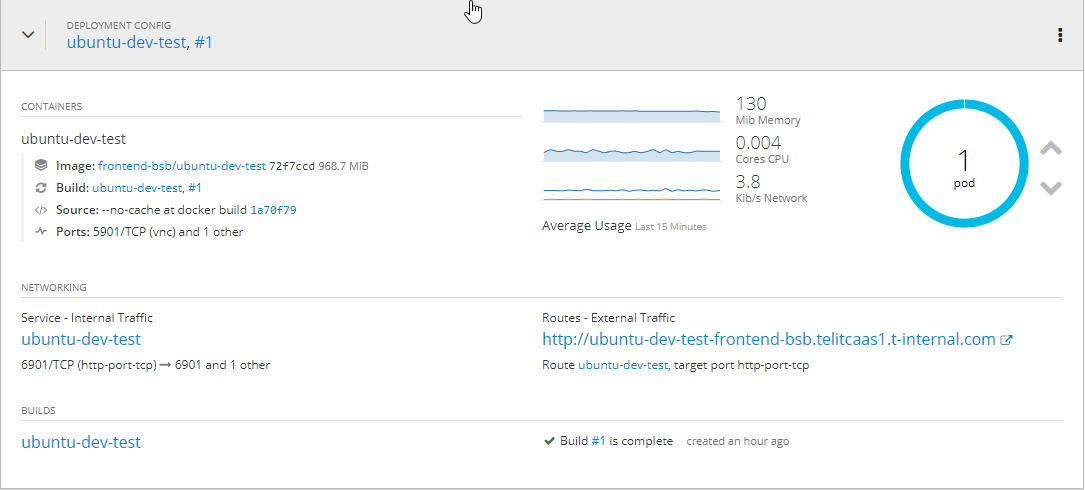 DEPLOYMENT CONFIG
ubuntu-dev-test, #1
CONTAINERS
ubuntu-dev-test
Image: frontend-bsb/ubuntu-dev-test 72f7ccd 968.7 MiB
Build: ubuntu-dev-test, #1
Source: --no-cache at docker build 1a70f79
Ports: 5901/TCP (vnc) and 1 other
130
Mib Memory
0.004
Cores CPU
3.8
Kib/s Network
Average Usage Last 15 Minutes
1
pod
NETWORKING
Service - Internal Traffic
ubuntu-dev-test
6901/TCP (http-port-tcp) → 6901 and 1 other
Routes - External Traffic
http://ubuntu-dev-test-frontend-bsb.telitcaas1.t-internal.com
Route ubuntu-dev-test, target port http-port-tcp
BUILDS
ubuntu-dev-test
Build #1 is complete created an hour ago